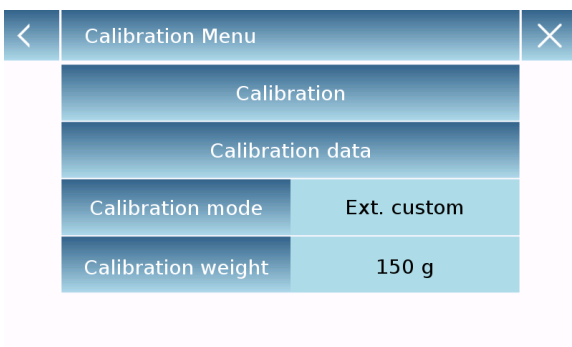 Calibration Menu
Calibration
Calibration data
Calibration mode Ext. custom
Calibration weight 150 g